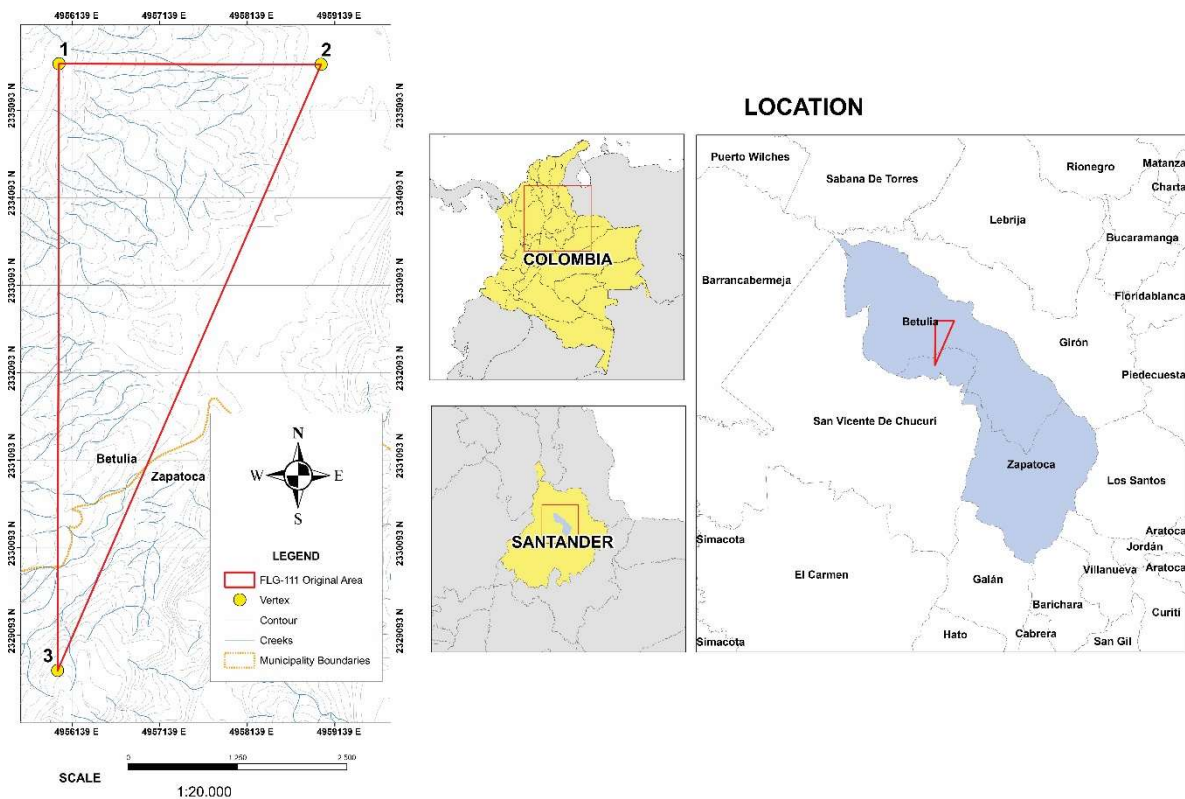 4956139 E
4957139 E
4958139 E
4959139 E
1
2
2335093 N
2335093 N
2334093 N
2334093 N
2333093 N
2333093 N
2332093 N
2332093 N
2331093 N
2331093 N
2330093 N
2330093 N
2329093 N
2329093 N
Betulia
Zapatoca
3
N
W
E
S
LEGEND
FLG-111 Original Area
Vertex
Contour
Creeks
Municipality Boundaries
4956139 E
4957139 E
4958139 E
4959139 E
SCALE
0
1.250
2.500
1:20.000
LOCATION
COLOMBIA
SANTANDER
Puerto Wilches
Sabana De Torres
Rionegro
Matanza
Charta
Lebrija
Bucaramanga
Barrancabermeja
Floridablanca
Betulia
Girón
Piedecuesta
San Vicente De Chucurí
Zapatoca
Los Santos
Simacota
Aratoca
Jordán
El Carmen
Galán
Villanueva
Aratoca
Barichara
Curití
Simacota
Hato
Cabrera
San Gil